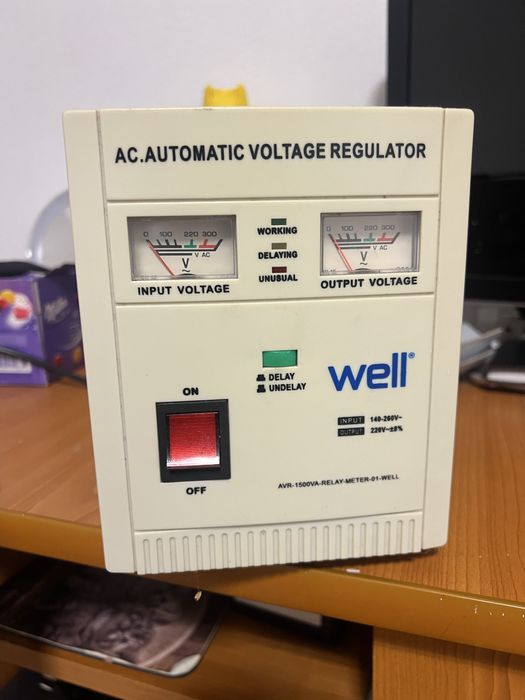 AC.AUTOMATIC VOLTAGE REGULATOR
0 100 220 300
V AC
V
~
INPUT VOLTAGE
WORKING
DELAYING
UNUSUAL
0 100 220 300
V AC
V
~
OUTPUT VOLTAGE
DELAY
UNDELAY
well®
ON
OFF
INPUT 140-260V~
OUTPUT 220V~±8%
AVR-1500VA-RELAY-METER-01-WELL
Milka